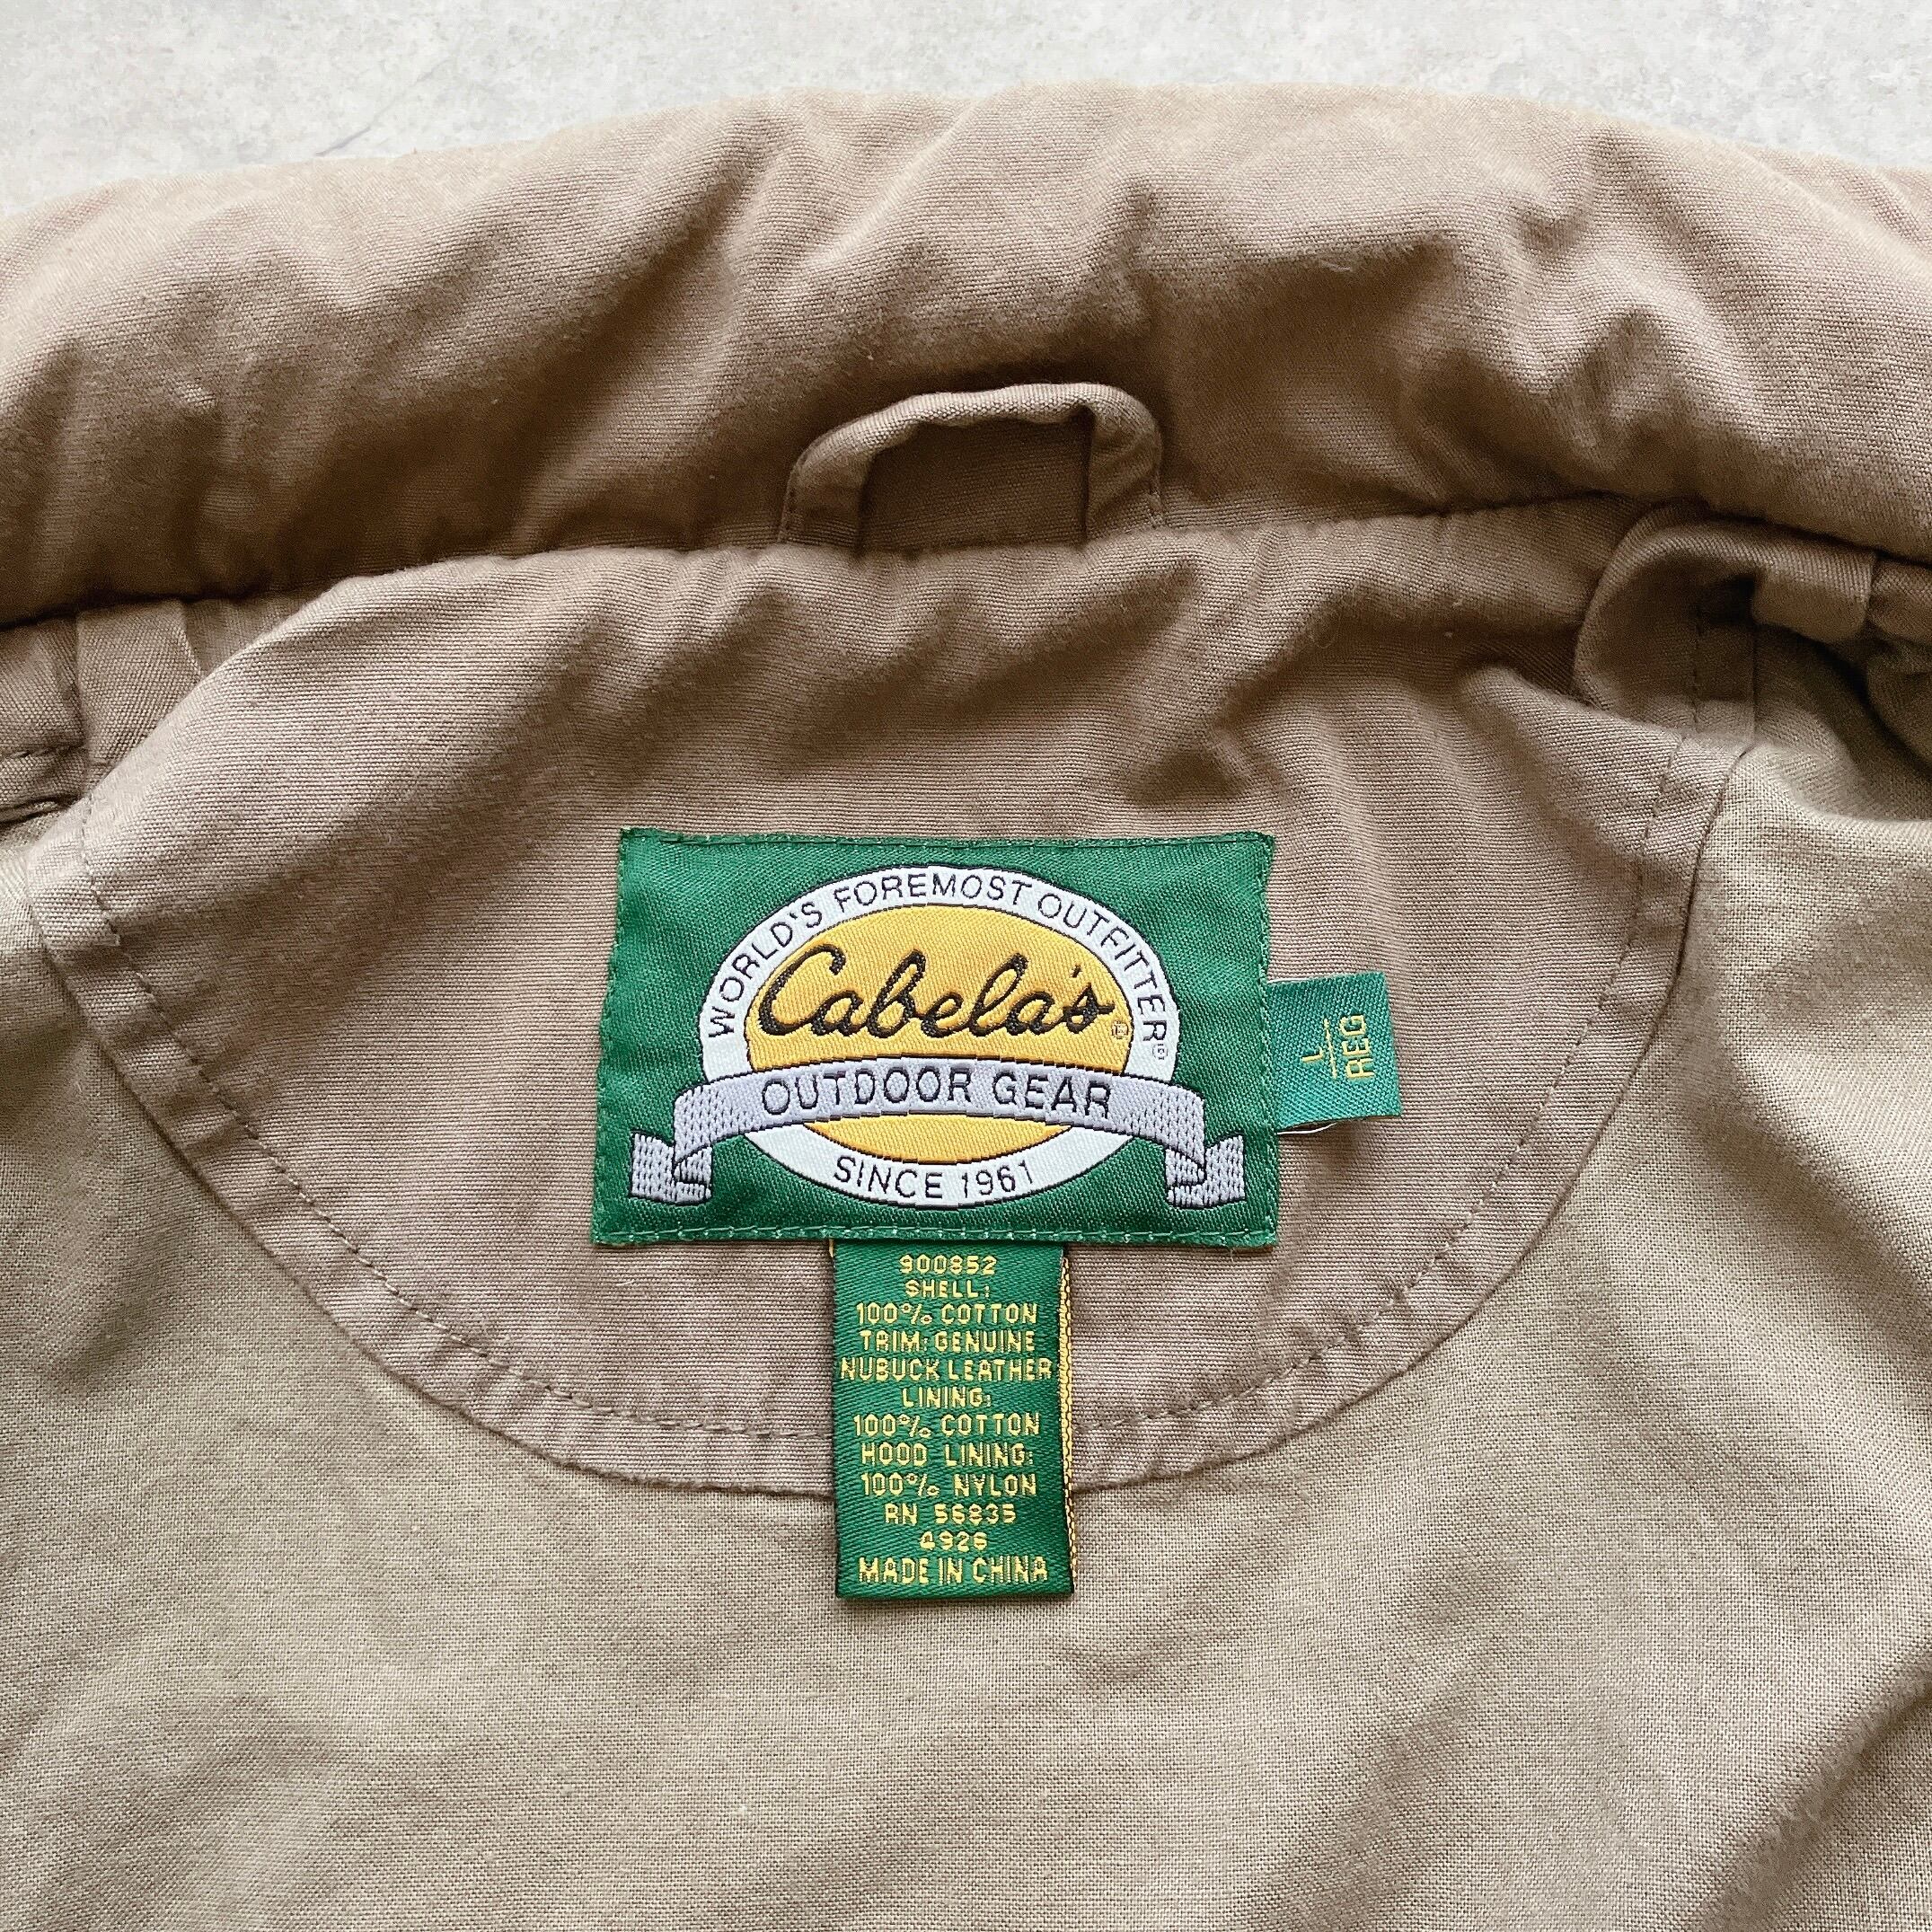 WORLD'S FOREMOST OUTFITTER®
Cabela's®
OUTDOOR GEAR
SINCE 1961
L
REG
900852
SHELL:
100% COTTON
TRIM: GENUINE
NUBUCK LEATHER
LINING:
100% COTTON
HOOD LINING:
100% NYLON
RN 56835
4926
MADE IN CHINA